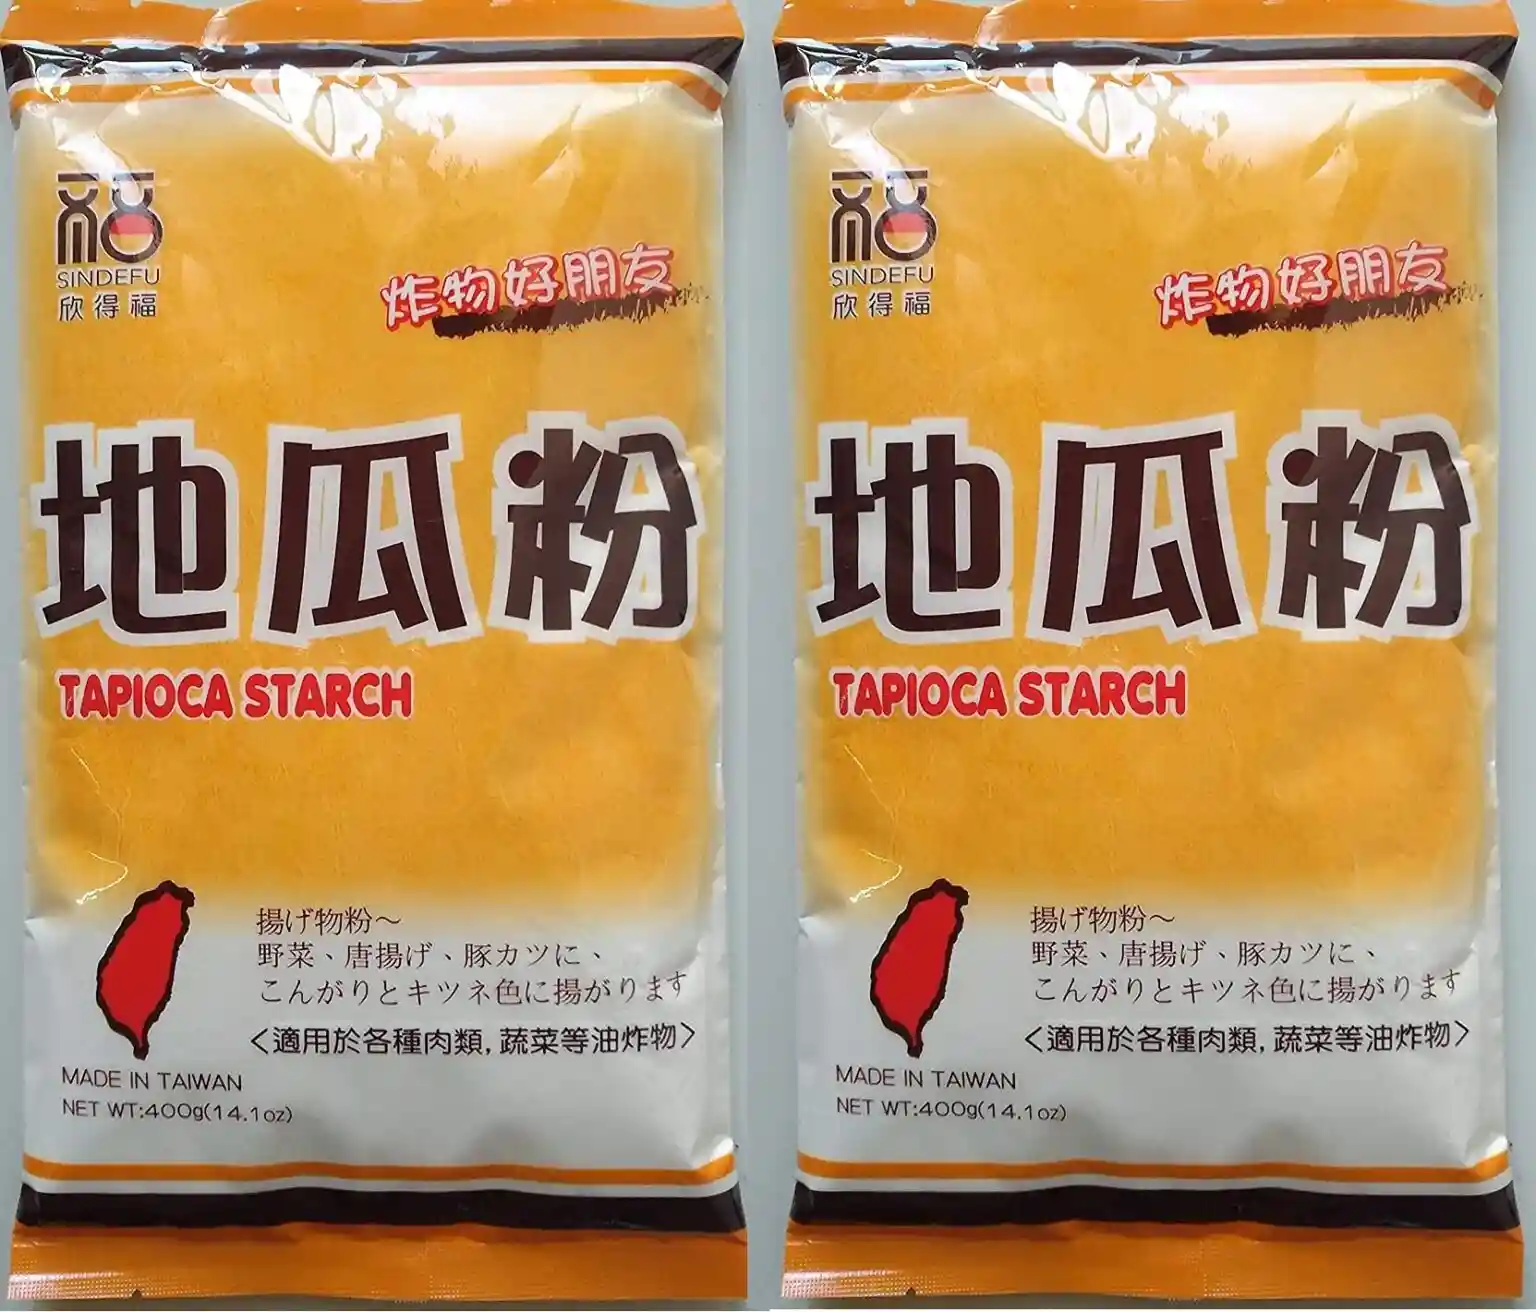 SINDEFU
欣得福
炸物好朋友
地瓜粉
TAPIOCA STARCH
揚げ物粉～
野菜、唐揚げ、豚カツに、
こんがりとキツネ色に揚がります
<適用於各種肉類,蔬菜等油炸物>
MADE IN TAIWAN
NET WT:400g(14.1oz)
SINDEFU
欣得福
炸物好朋友
地瓜粉
TAPIOCA STARCH
揚げ物粉～
野菜、唐揚げ、豚カツに、
こんがりとキツネ色に揚がります
<適用於各種肉類,蔬菜等油炸物>
MADE IN TAIWAN
NET WT:400g(14.1oz)